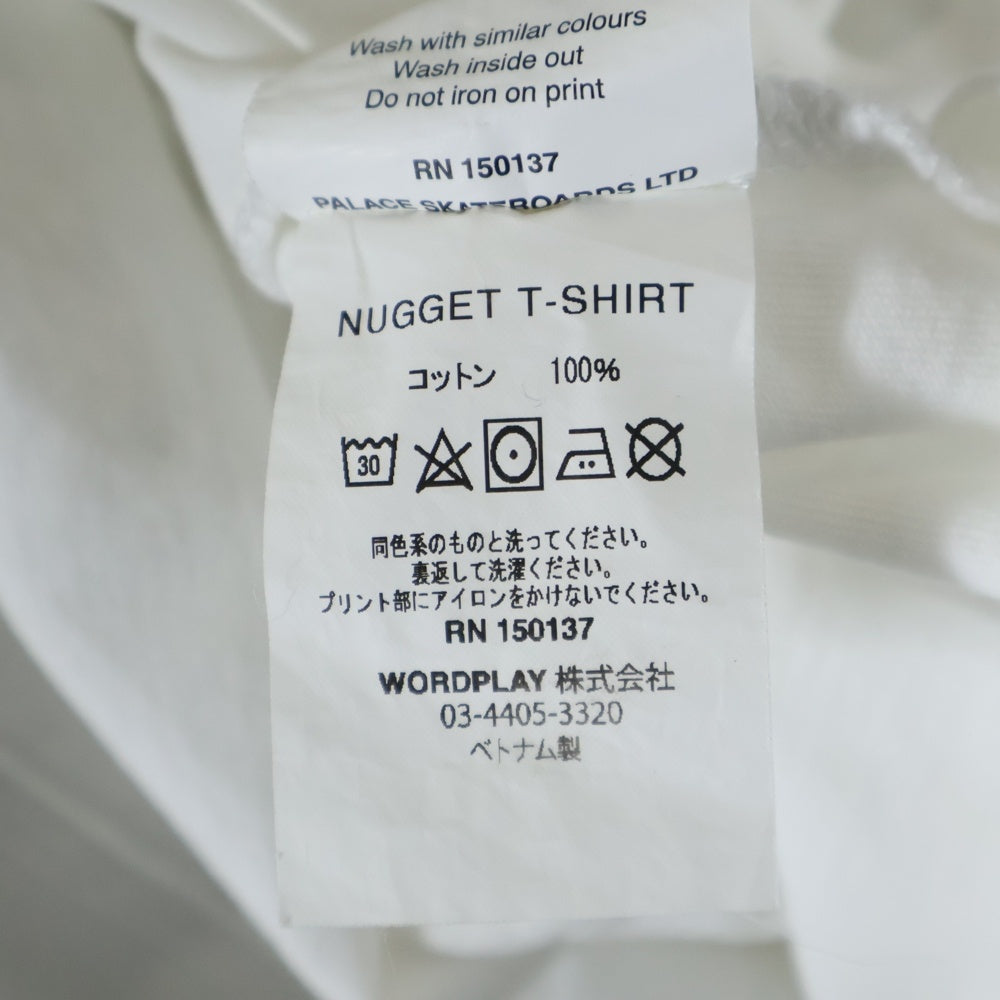 Wash with similar colours
Wash inside out
Do not iron on print
RN 150137
PALACE SKATEBOARDS LTD
NUGGET T-SHIRT
コットン 100%
30
同色系のものと洗ってください。
裏返して洗濯ください。
プリント部にアイロンをかけないでください。
RN 150137
WORDPLAY 株式会社
03-4405-3320
ベトナム製